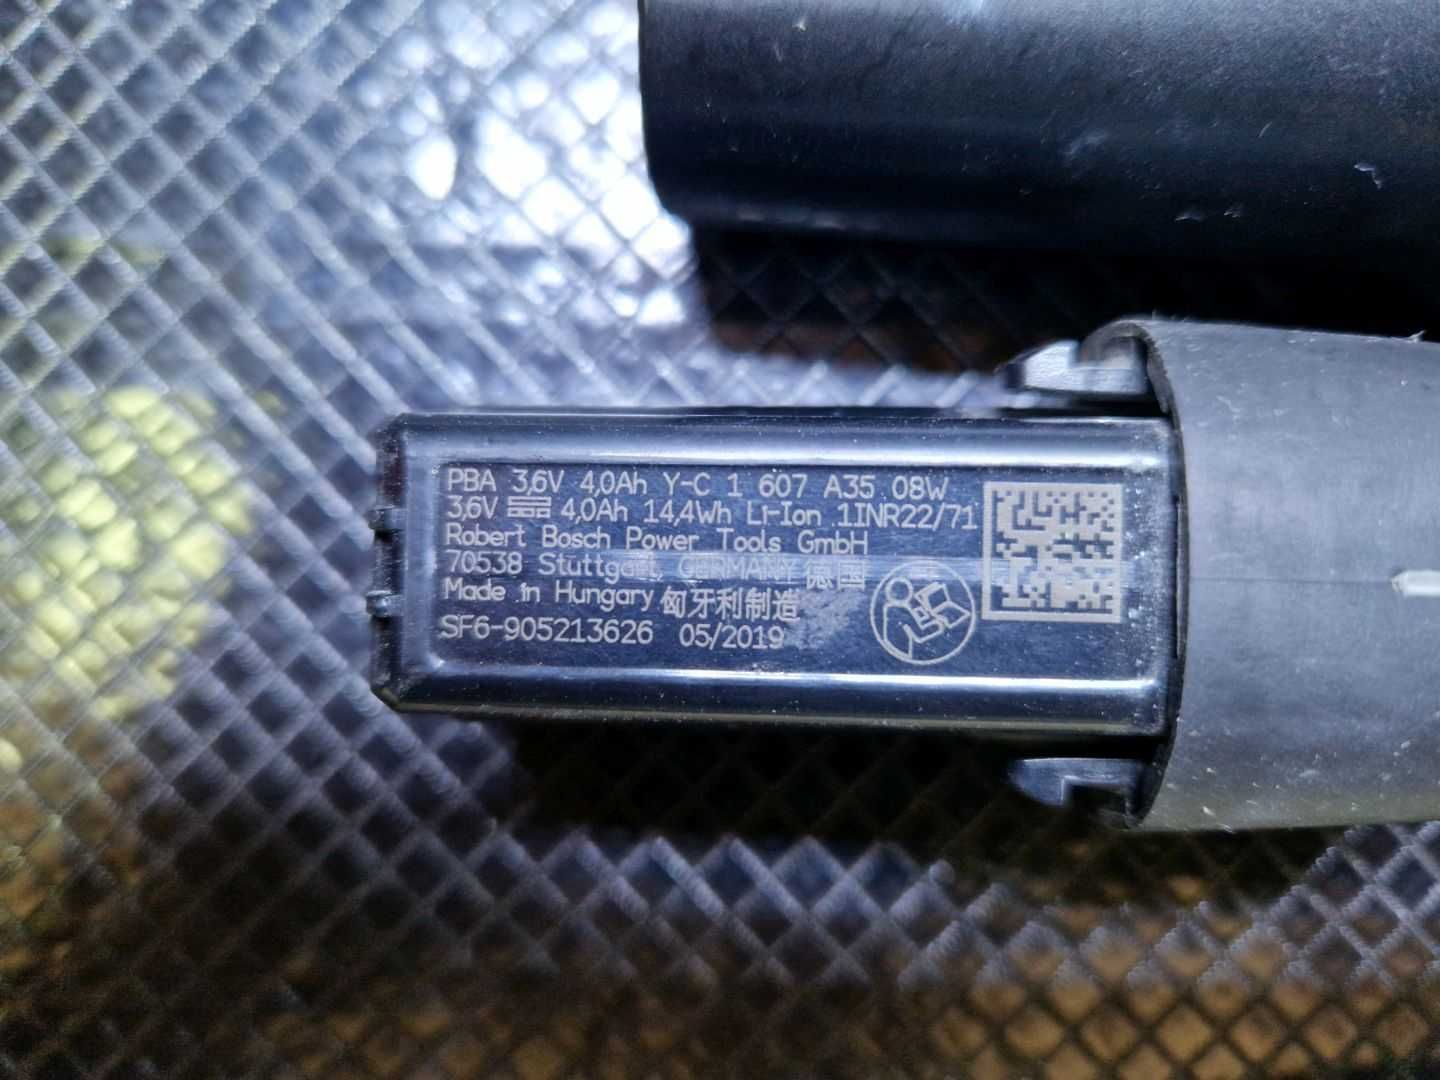 PBA 3,6V 4,0Ah Y-C 1 607 A35 08W
3,6V ⎓ 4,0Ah 14,4Wh Li-Ion 1INR22/71
Robert Bosch Power Tools GmbH
70538 Stuttgart, GERMANY 德国
Made in Hungary 匈牙利制造
SF6-905213626 05/2019